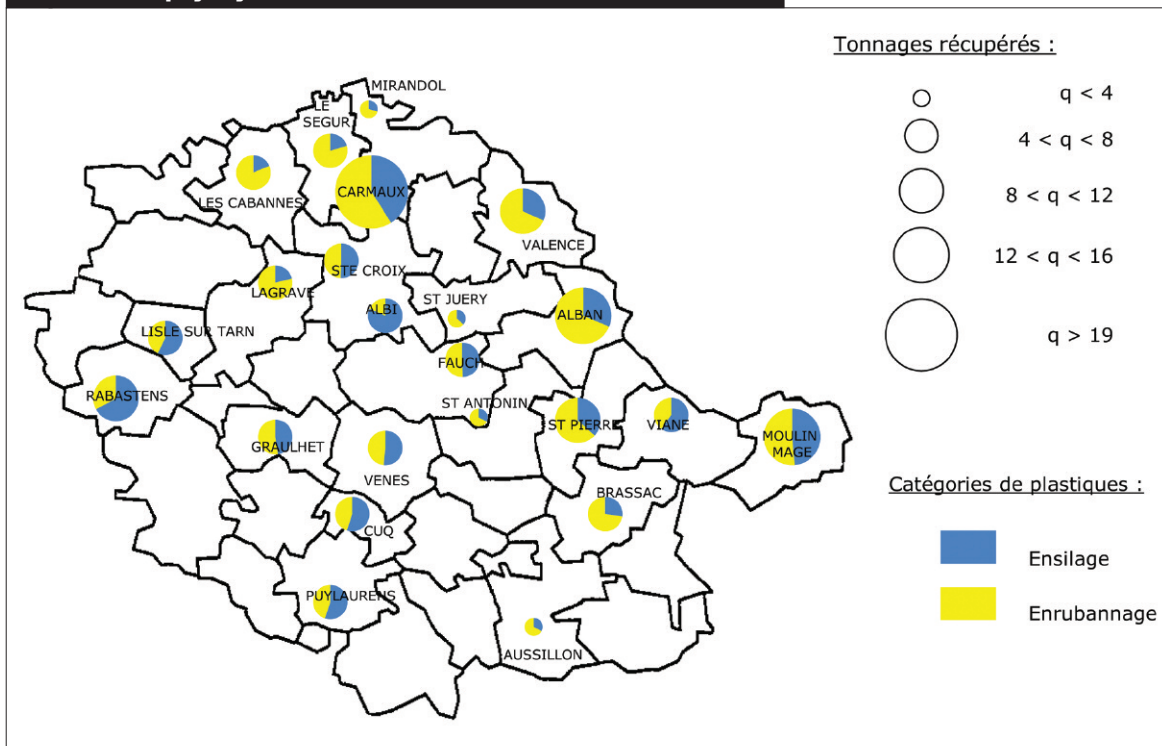 Tonnages récupérés :
q < 4
4 < q < 8
8 < q < 12
12 < q < 16
q > 19
MIRANDOL
LE
SEGUR
CARMAUX
LES CABANNES
VALENCE
STE CROIX
LAGRAVE
ST JUERY
ALBI
ALBAN
LISLE SUR TARN
FAUCH
RABASTENS
ST ANTONIN
ST PIERRE
VIANE
MOULIN
MAGE
GRAULHET
VENES
BRASSAC
CUQ
PUYLAURENS
AUSSILLON
Catégories de plastiques :
Ensilage
Enrubannage